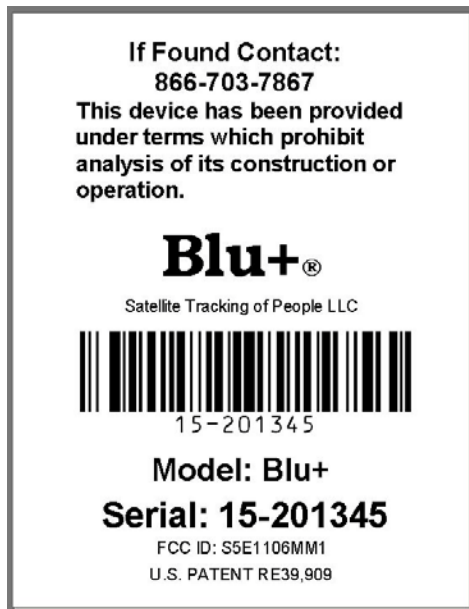 If Found Contact:
866-703-7867
This device has been provided
under terms which prohibit
analysis of its construction or
operation.
Blu+®
Satellite Tracking of People LLC
15-201345
Model: Blu+
Serial: 15-201345
FCC ID: S5E1106MM1
U.S. PATENT RE39,909